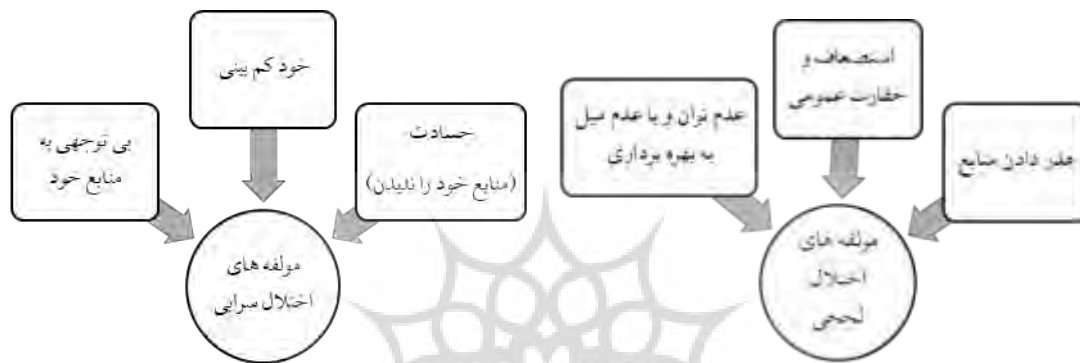 استضعاف و
حقارت عمومی
هدر دادن منابع
عدم توان و یا عدم میل
به بهره برداری
مولفه های
اختلال
خود کم بینی
حسادت
(منابع خود را ندیدن)
بی توجهی به
منابع خود
مولفه های
اختلال سرابی